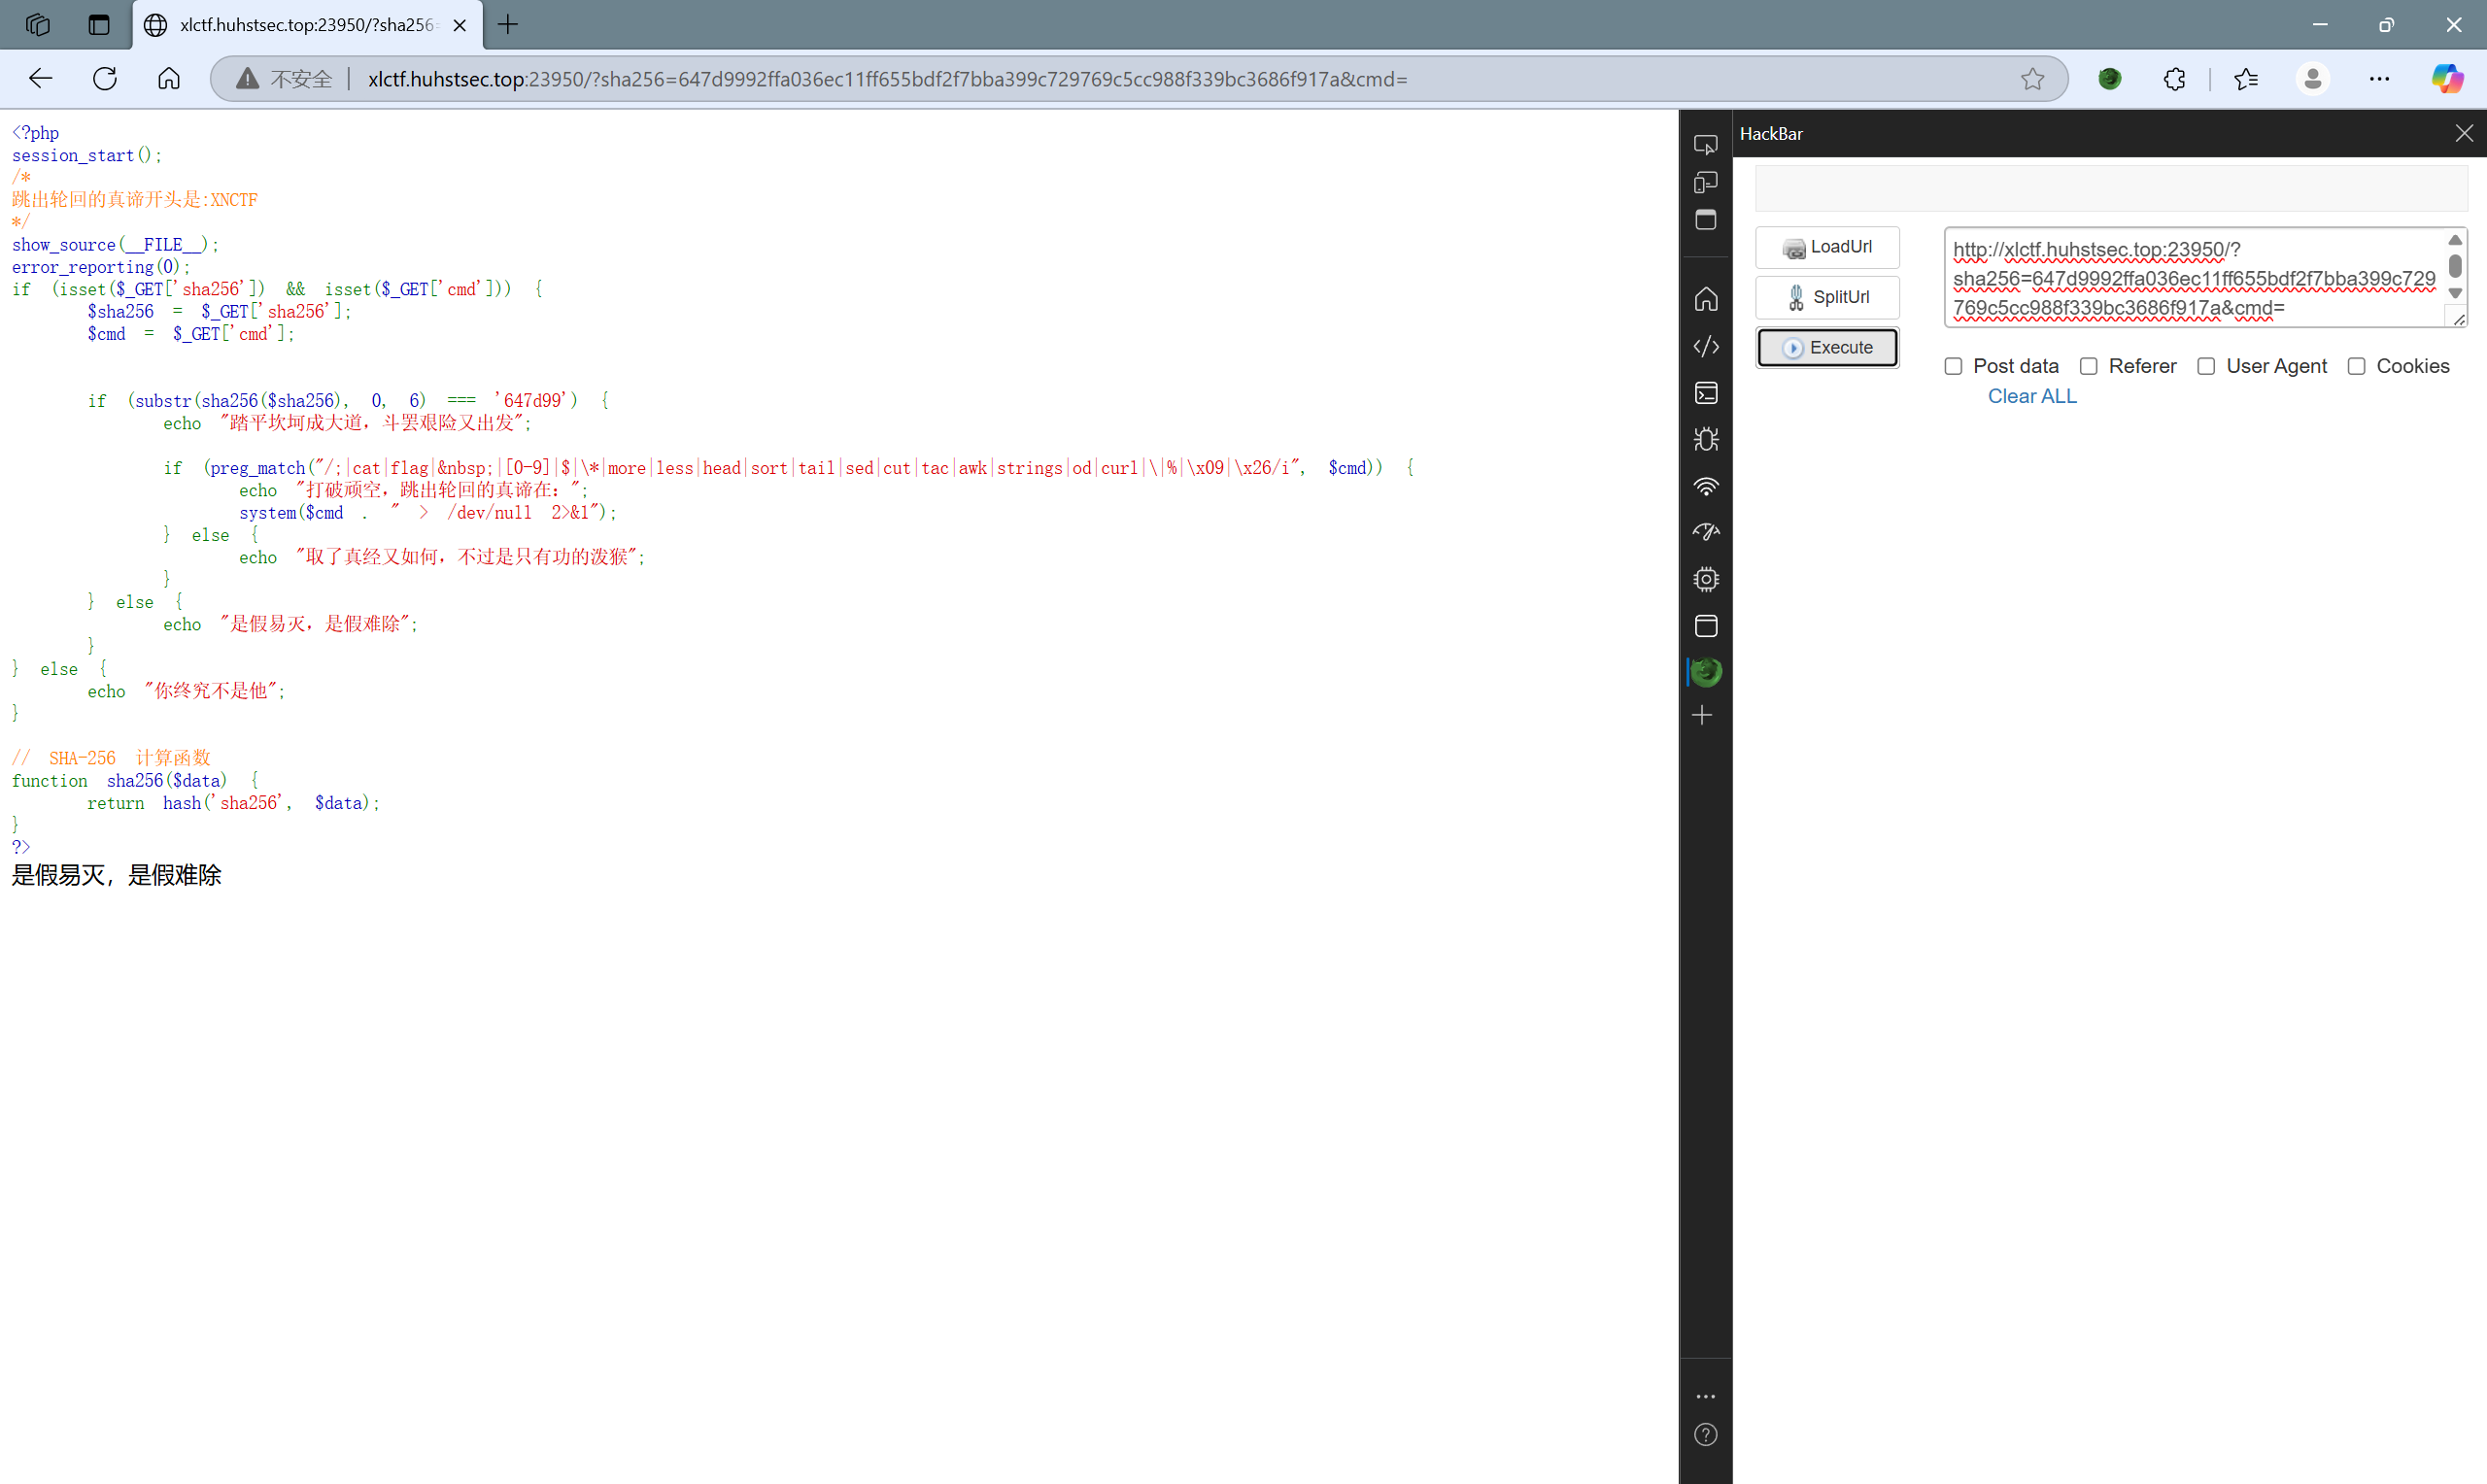 xlctf.huhstsec.top:23950/?sha256=
不安全
xlctf.huhstsec.top:23950/?sha256=647d9992ffa036ec11ff655bdf2f7bba399c729769c5cc988f339bc3686f917a&cmd=
<?php
session_start();
/*
跳出轮回的真谛开头是:XNCTF
*/
show_source(__FILE__);
error_reporting(0);
if (isset($_GET['sha256']) && isset($_GET['cmd'])) {
$sha256 = $_GET['sha256'];
$cmd = $_GET['cmd'];
if (substr(sha256($sha256), 0, 6) === '647d99') {
echo "踏平坎坷成大道，斗罢艰险又出发";
if (preg_match("/;|cat|flag|&nbsp;|[0-9]|$|\*|more|less|head|sort|tail|sed|cut|tac|awk|strings|od|curl|\|%|\x09|\x26/i", $cmd)) {
echo "打破顽空，跳出轮回的真谛在：";
system($cmd . " > /dev/null 2>&1");
} else {
echo "取了真经又如何，不过是只有功的泼猴";
}
} else {
echo "是假易灭，是假难除";
}
} else {
echo "你终究不是他";
}
// SHA-256 计算函数
function sha256($data) {
return hash('sha256', $data);
}
?>
是假易灭，是假难除
HackBar
LoadUrl
SplitUrl
Execute
http://xlctf.huhstsec.top:23950/?
sha256=647d9992ffa036ec11ff655bdf2f7bba399c729
769c5cc988f339bc3686f917a&cmd=
Post data Referer User Agent Cookies
Clear ALL